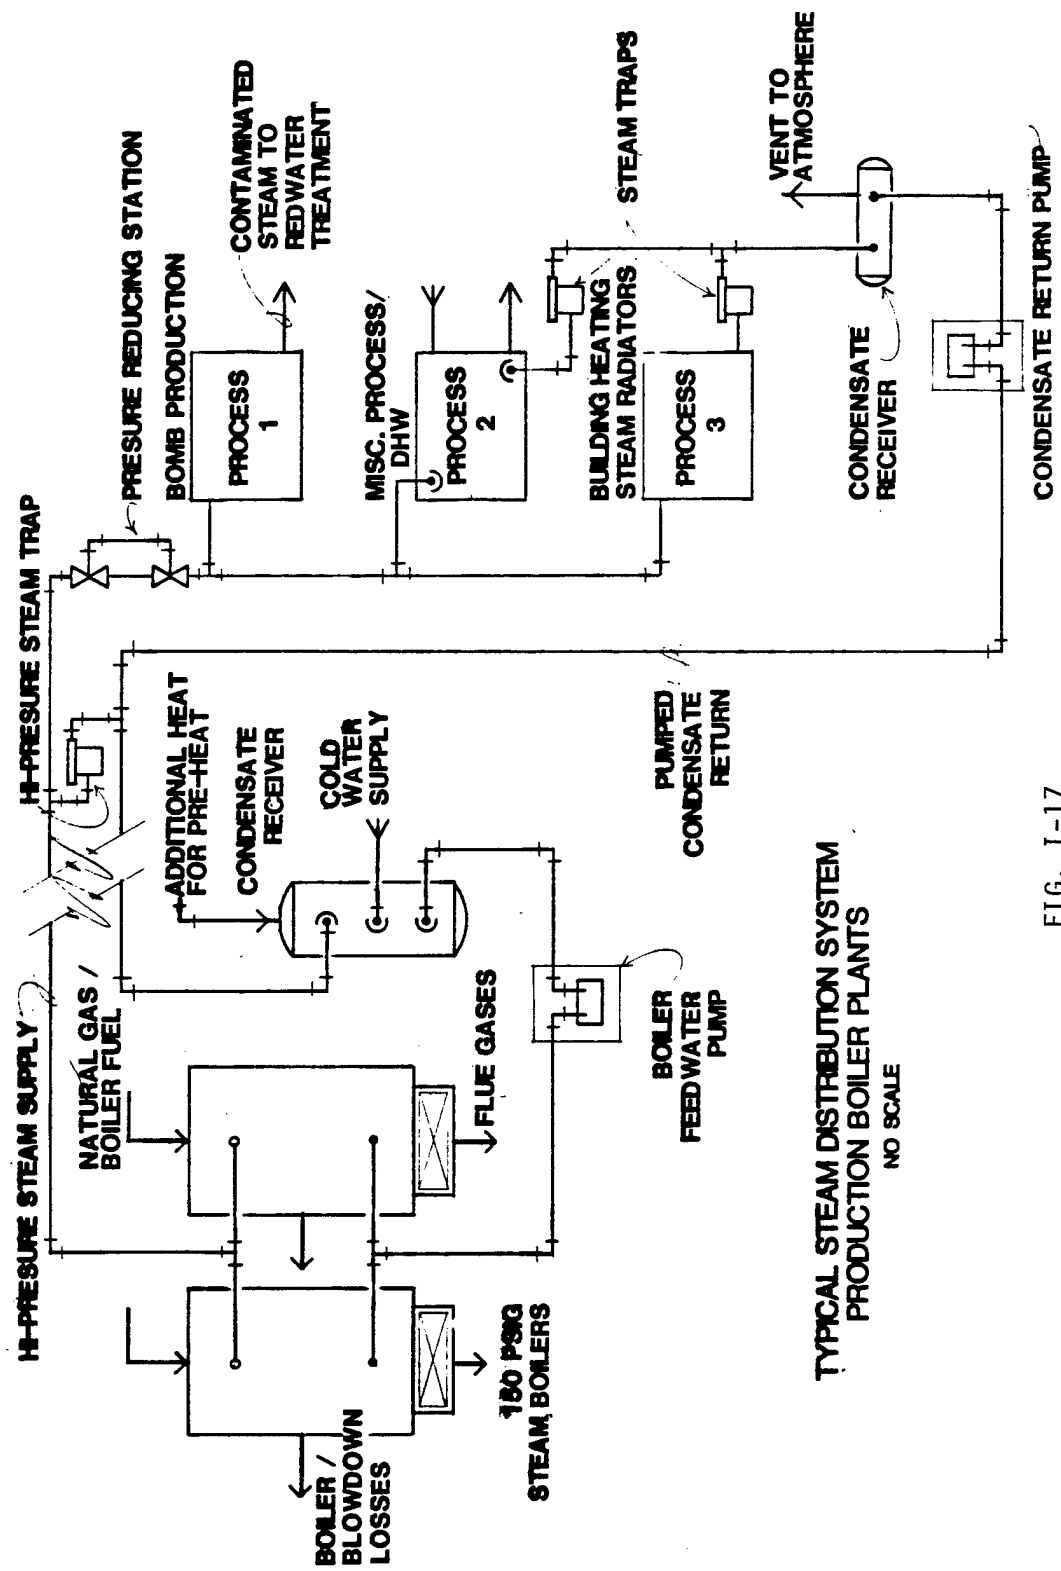 HI-PRESURE STEAM SUPPLY
HI-PRESURE STEAM TRAP
PRESURE REDUCING STATION
BOMB PRODUCTION
PROCESS
1
CONTAMINATED
STEAM TO
REDWATER
TREATMENT
MISC. PROCESS/
DHW
PROCESS
2
BUILDING HEATING
STEAM RADIATORS
PROCESS
3
STEAM TRAPS
VENT TO
ATMOSPHERE
CONDENSATE
RECEIVER
CONDENSATE RETURN PUMP
NATURAL GAS /
BOILER FUEL
ADDITIONAL HEAT
FOR PRE-HEAT
CONDENSATE
RECEIVER
COLD
WATER
SUPPLY
PUMPED
CONDENSATE
RETURN
BOILER /
BLOWDOWN
LOSSES
150 PSIG
STEAM BOILERS
FLUE GASES
BOILER
FEEDWATER
PUMP
TYPICAL STEAM DISTRIBUTION SYSTEM
PRODUCTION BOILER PLANTS
NO SCALE
FIG. I-17